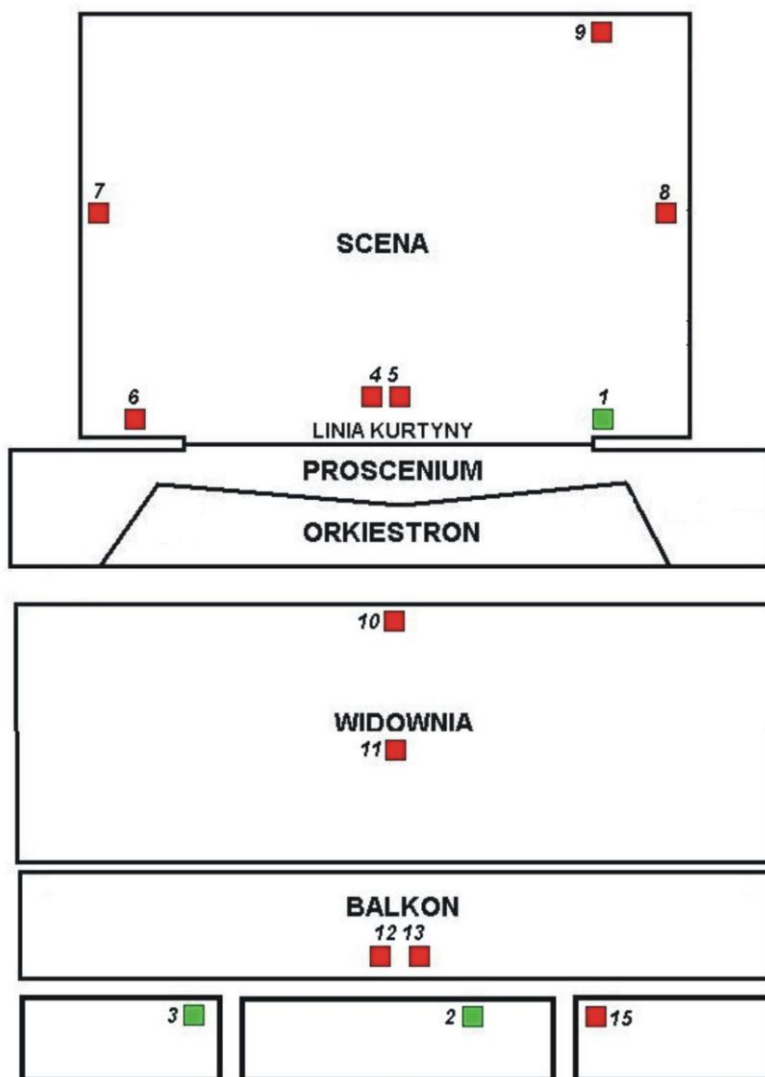 9
7 8
SCENA
4 5
6 1
LINIA KURTYNY
PROSCENIUM
ORKIESTRON
10
WIDOWNIA
11
BALKON
12 13
3 2 15